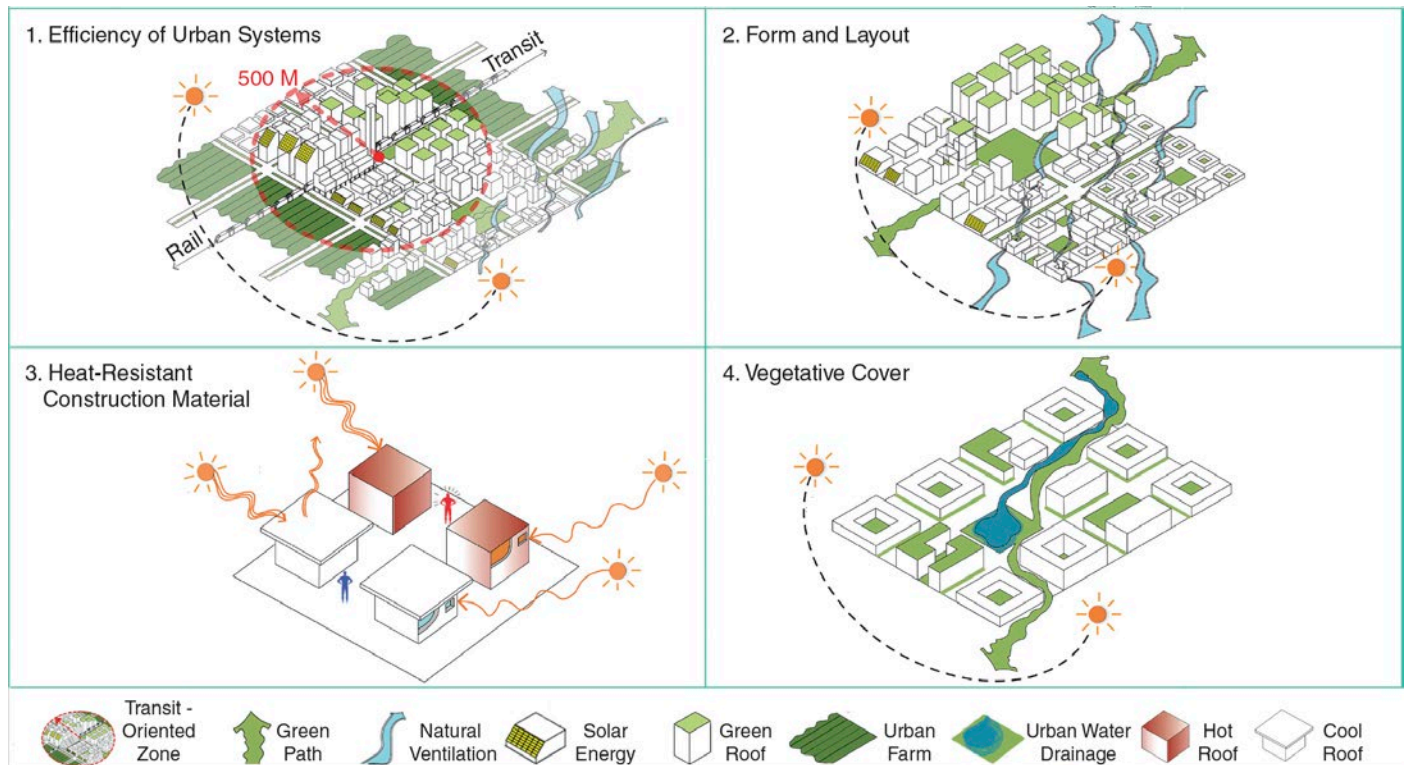 1. Efficiency of Urban Systems
500 M
Transit
Rail
2. Form and Layout
3. Heat-Resistant
Construction Material
4. Vegetative Cover
Transit -
Oriented
Zone
Green
Path
Natural
Ventilation
Solar
Energy
Green
Roof
Urban
Farm
Urban Water
Drainage
Hot
Roof
Cool
Roof